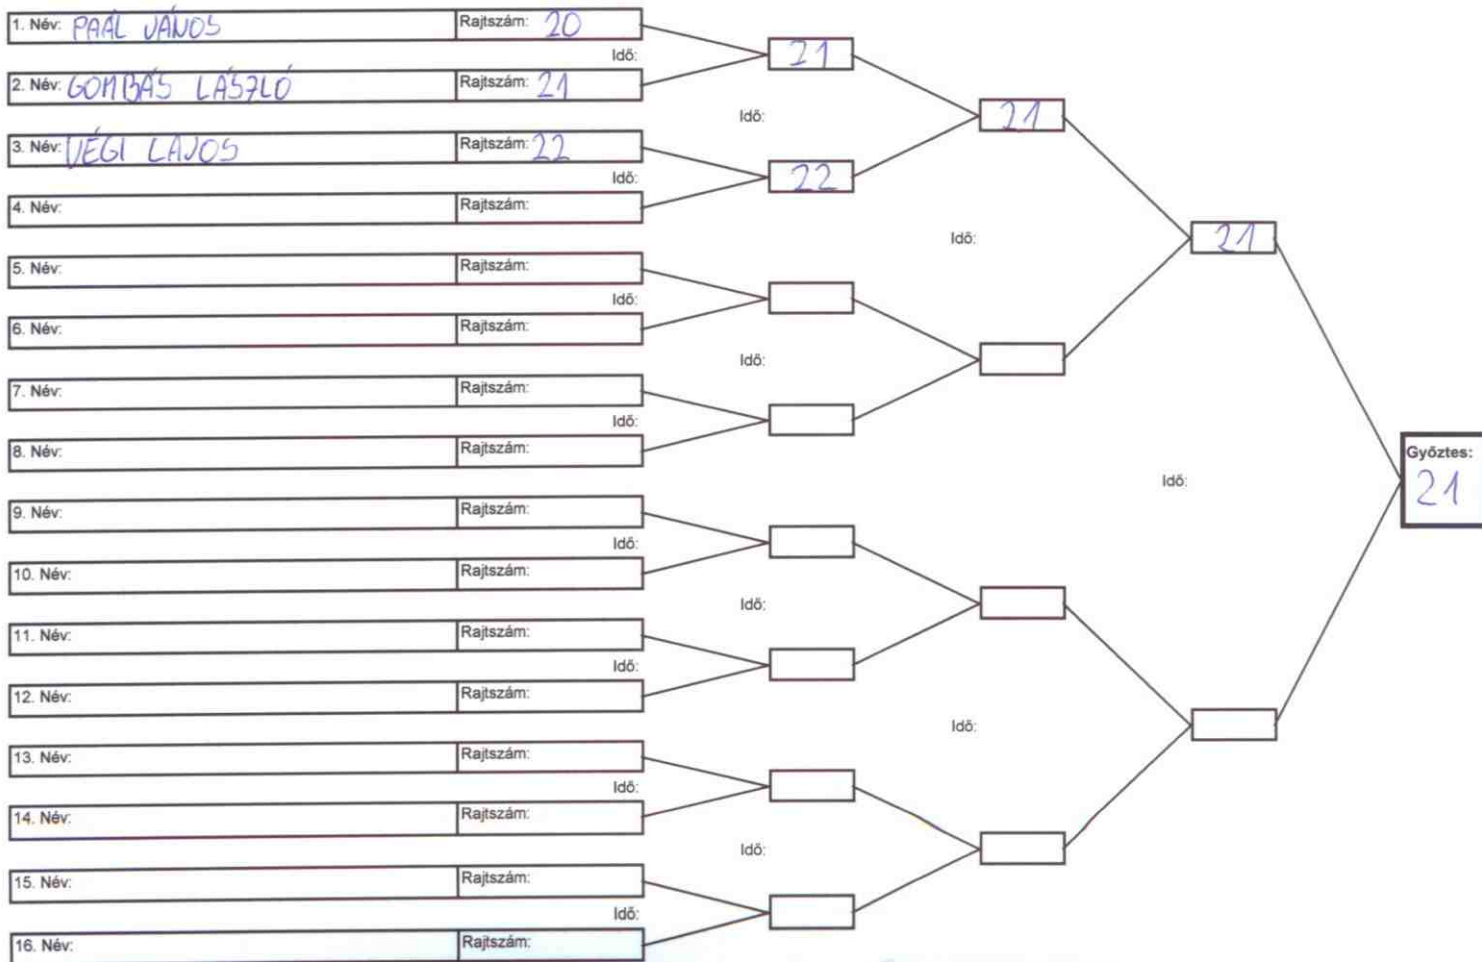 1. Név: PAÁL JÁNOS Rajtszám: 20
Idő:
21
2. Név: GOMBÁS LÁSZLÓ Rajtszám: 21
Idő:
21
3. Név: VÉGI LAJOS Rajtszám: 22
Idő:
22
4. Név: Rajtszám:
Idő:
21
5. Név: Rajtszám:
Idő:
6. Név: Rajtszám:
Idő:
7. Név: Rajtszám:
Idő:
8. Név: Rajtszám:
Idő:
Győztes:
21
9. Név: Rajtszám:
Idő:
10. Név: Rajtszám:
Idő:
11. Név: Rajtszám:
Idő:
12. Név: Rajtszám:
Idő:
13. Név: Rajtszám:
Idő:
14. Név: Rajtszám:
Idő:
15. Név: Rajtszám:
Idő:
16. Név: Rajtszám: